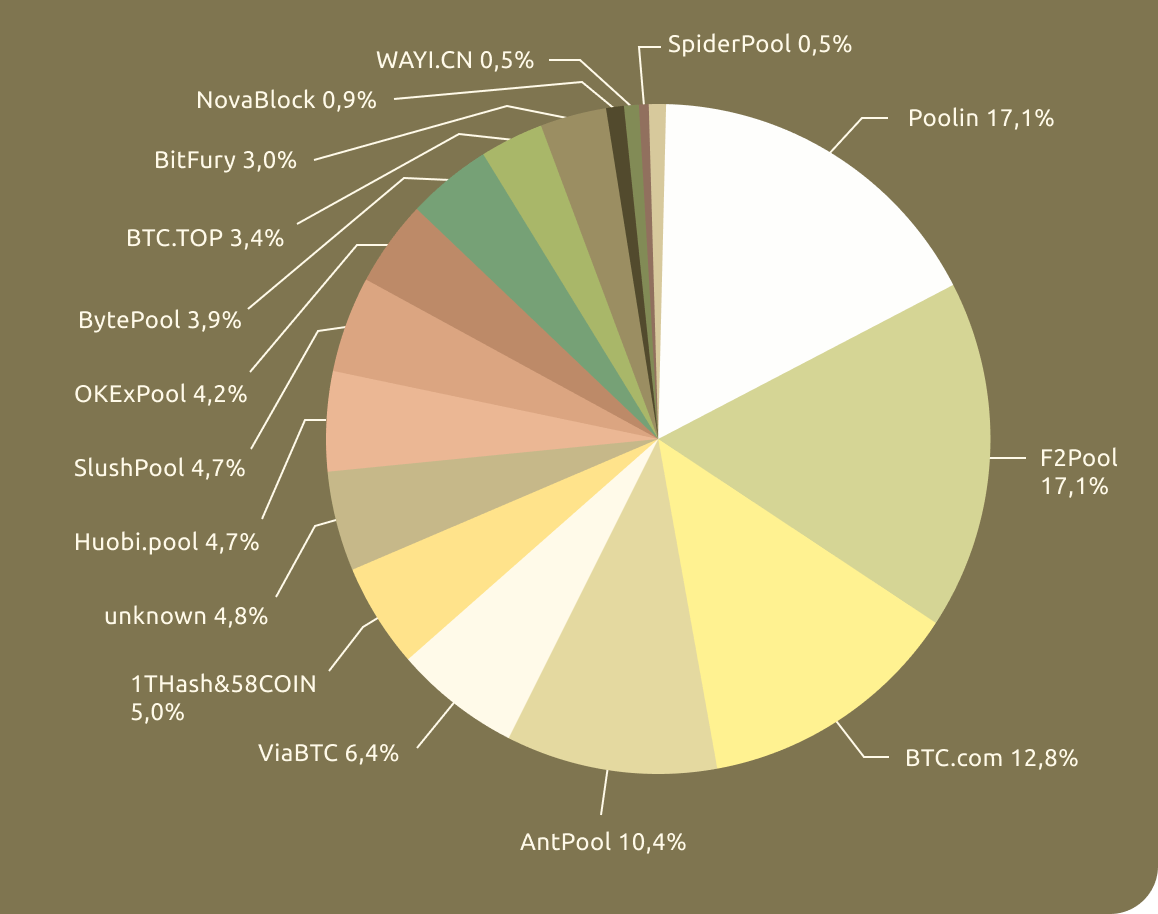 SpiderPool 0,5%
WAYI.CN 0,5%
NovaBlock 0,9%
Poolin 17,1%
BitFury 3,0%
BTC.TOP 3,4%
BytePool 3,9%
OKExPool 4,2%
SlushPool 4,7%
F2Pool
17,1%
Huobi.pool 4,7%
unknown 4,8%
1THash&58COIN
5,0%
ViaBTC 6,4%
BTC.com 12,8%
AntPool 10,4%